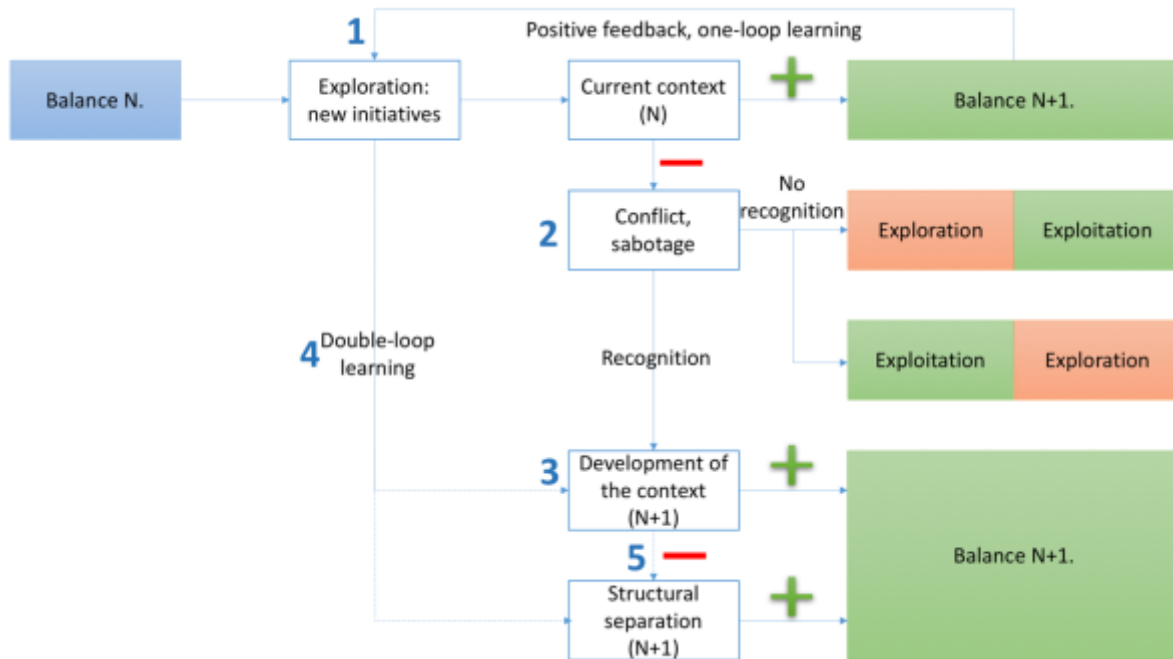 1
Positive feedback, one-loop learning
Balance N.
Exploration:
new initiatives
Current context
(N)
+
Balance N+1.
2
Conflict,
sabotage
No
recognition
Exploration
Exploitation
4
Double-loop
learning
Recognition
Exploitation
Exploration
3
Development of
the context
(N+1)
+
Balance N+1.
5
Structural
separation
(N+1)
+